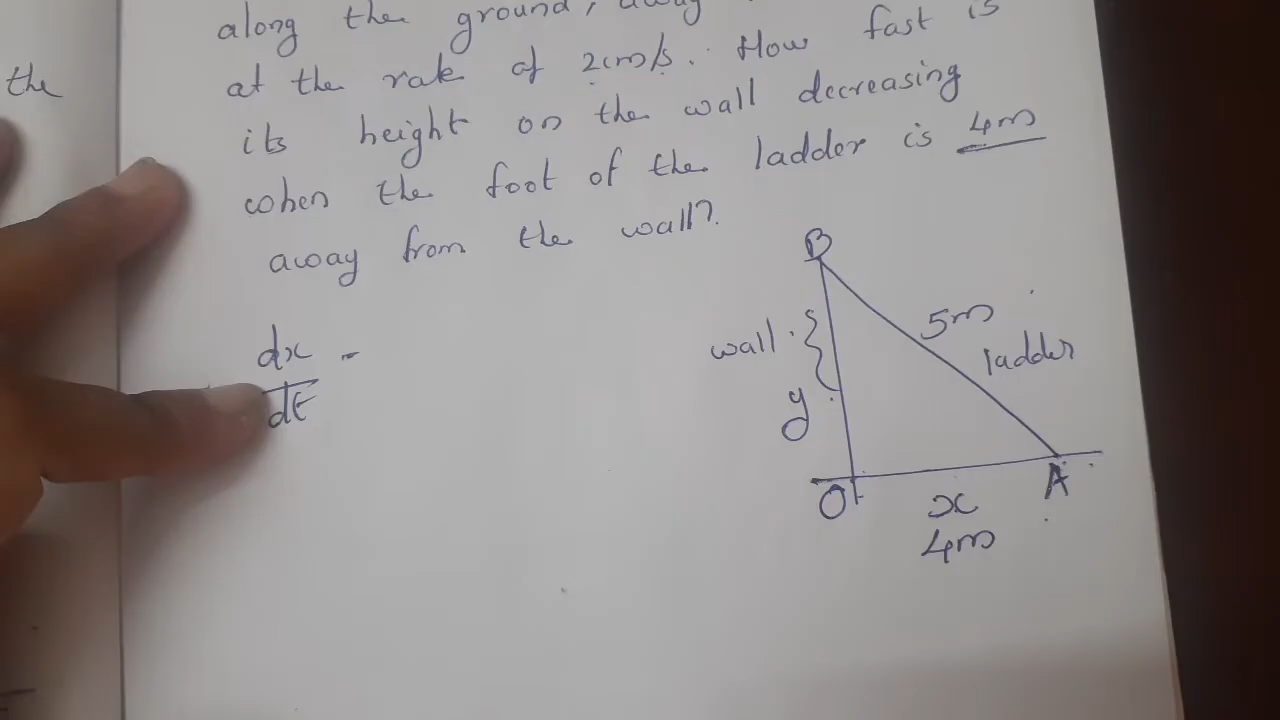 the
along the ground, away
at the rate of 2cm/s. How fast is
its height on the wall decreasing
when the foot of the ladder is 4m
away from the wall?
dx
dt
-
B
5m
wall
ladder
y
O
x
A
4m